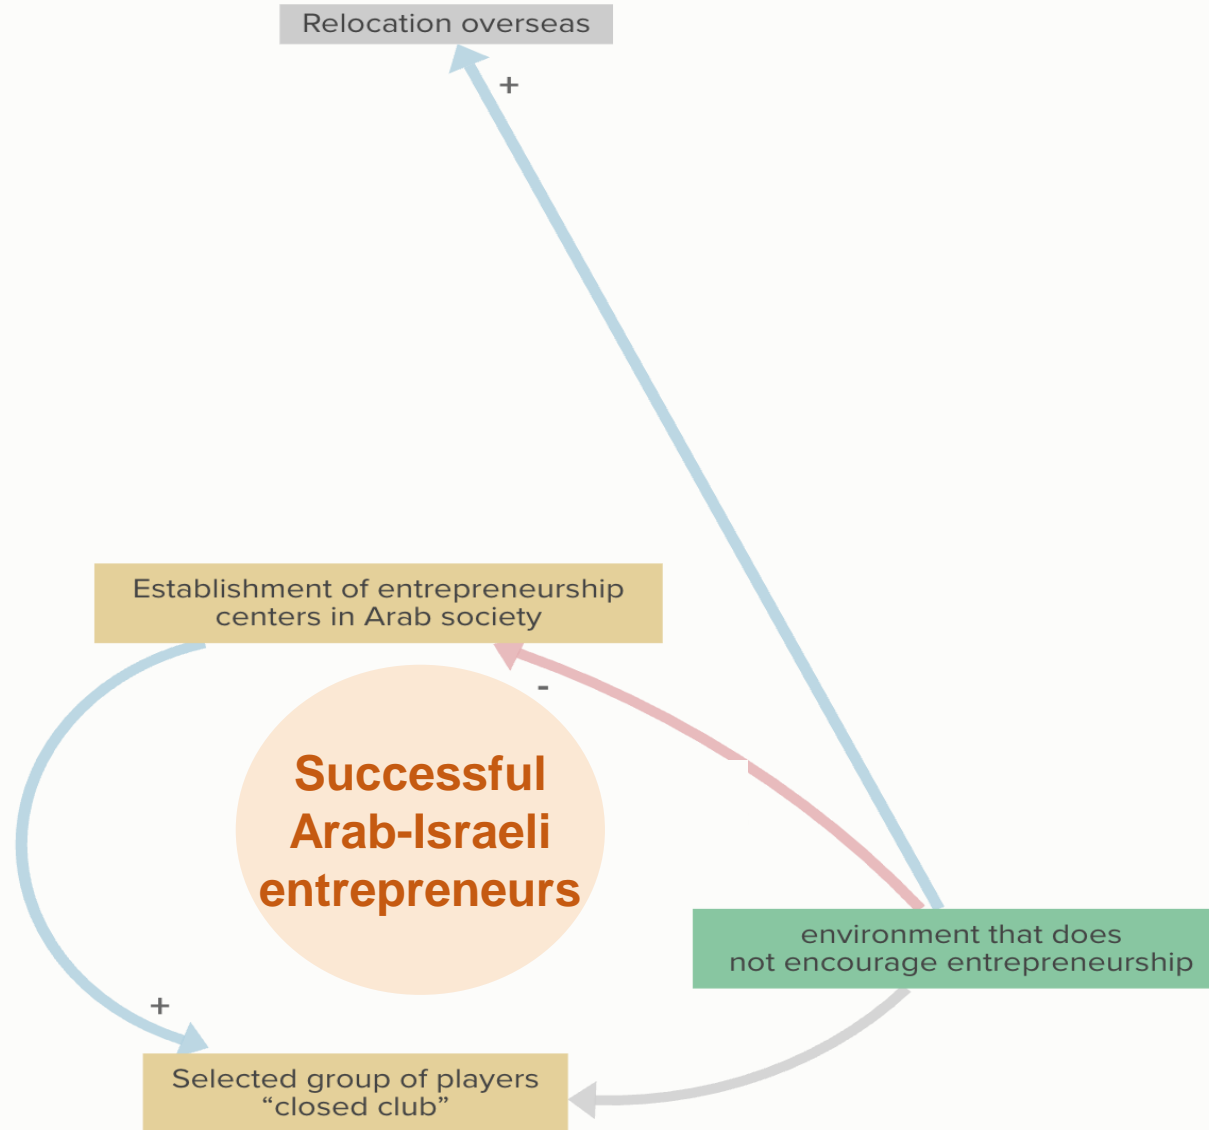 Relocation overseas
+
Establishment of entrepreneurship
centers in Arab society
-
Successful
Arab-Israeli
entrepreneurs
environment that does
not encourage entrepreneurship
+
Selected group of players
“closed club”